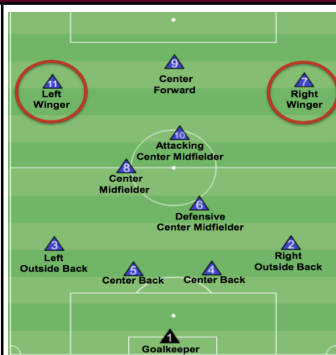 9
Center
Forward
11
Left
Winger
7
Right
Winger
10
Attacking
Center Midfielder
8
Center
Midfielder
6
Defensive
Center Midfielder
3
Left
Outside Back
2
Right
Outside Back
5
Center Back
4
Center Back
1
Goalkeeper